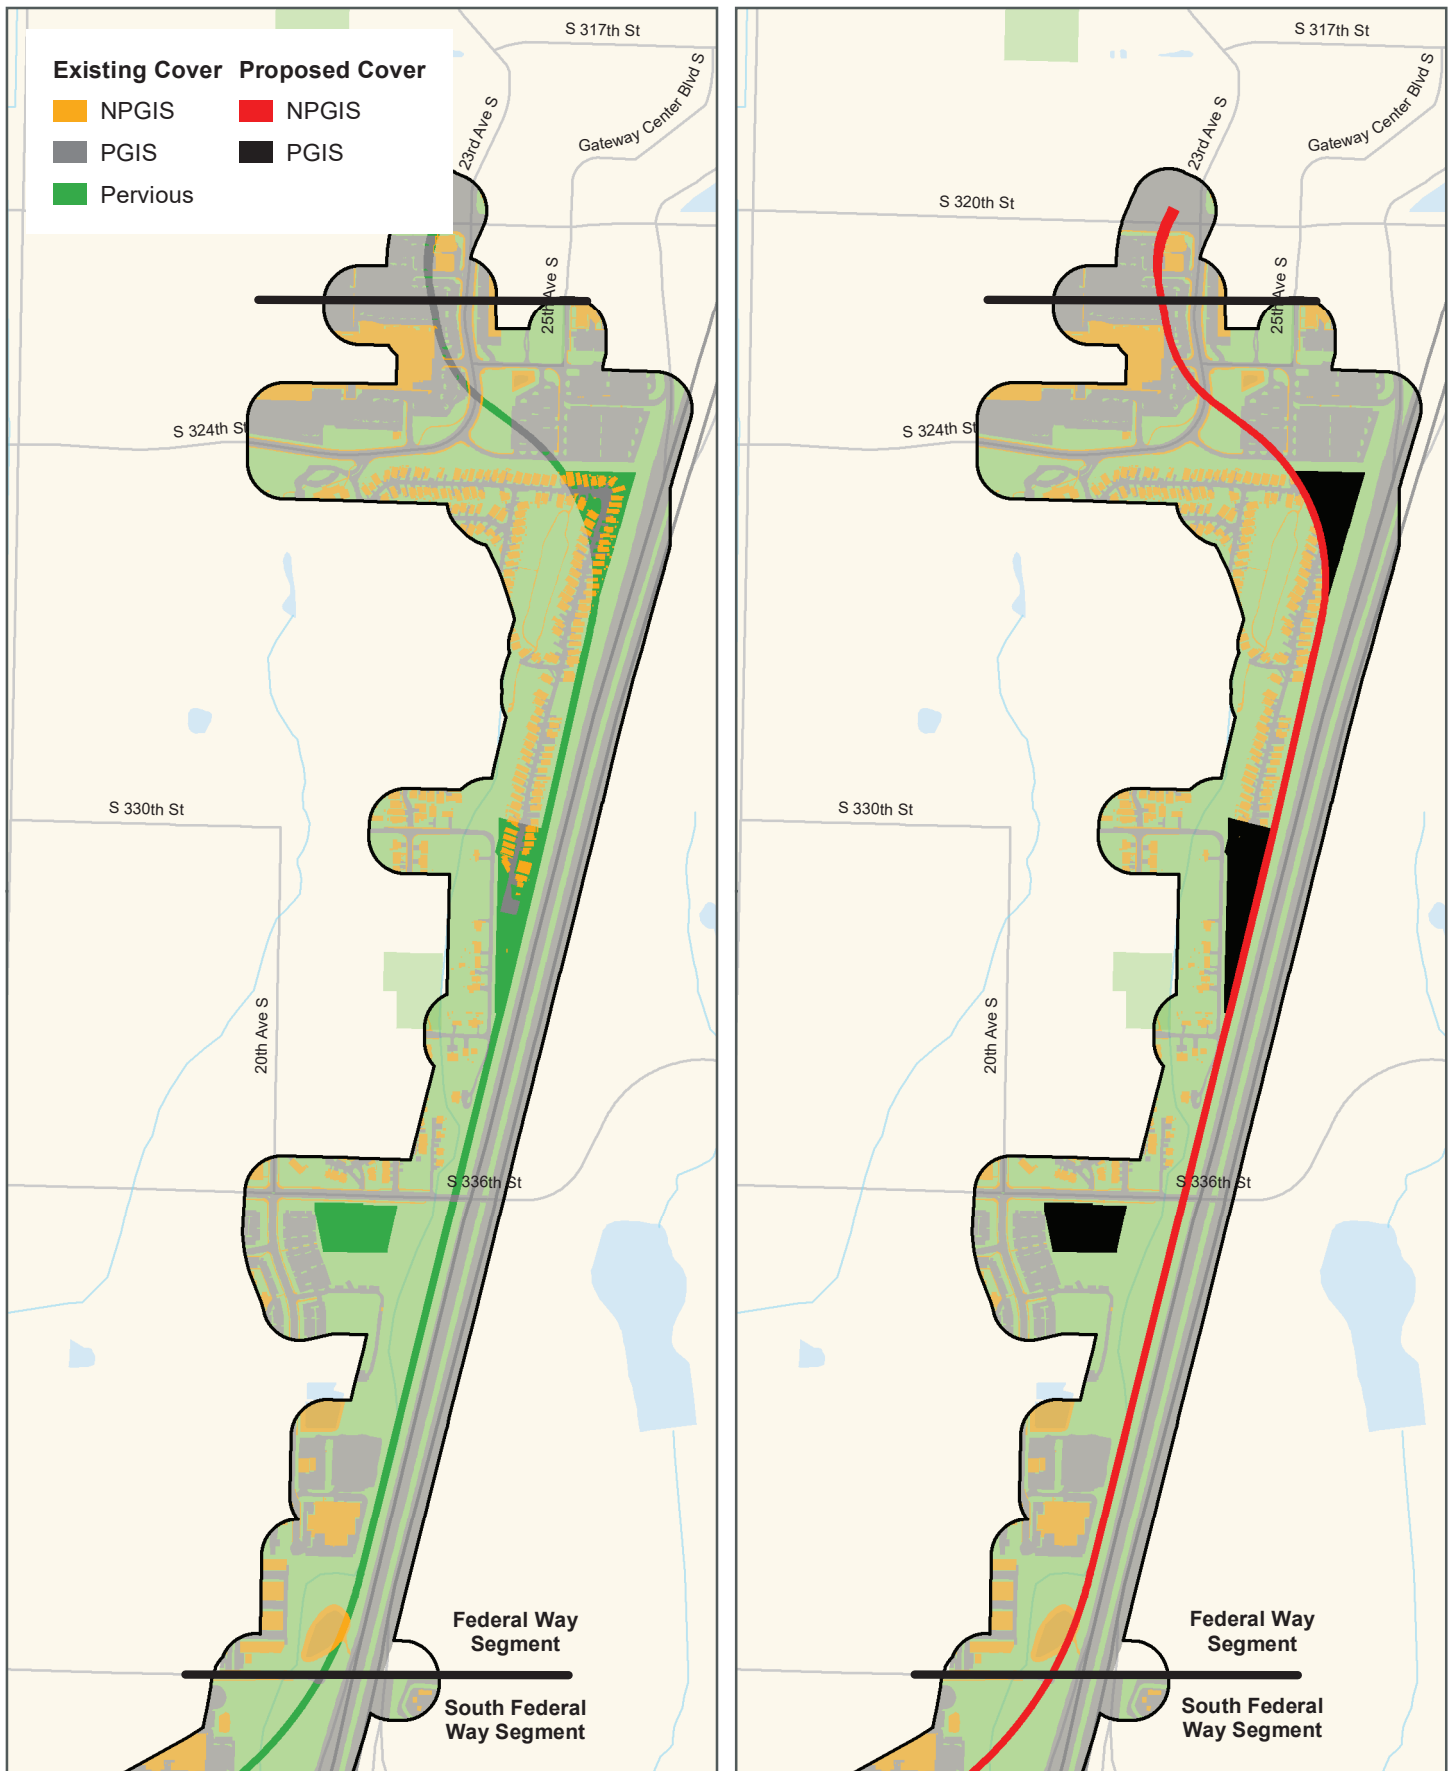 Existing Cover Proposed Cover
NPGIS NPGIS
PGIS PGIS
Pervious
S 317th St
Gateway Center Blvd S
23rd Ave S
25th Ave S
S 324th St
S 330th St
20th Ave S
S 336th St
Federal Way
Segment
South Federal
Way Segment
S 317th St
Gateway Center Blvd S
23rd Ave S
S 320th St
25th Ave S
S 324th St
S 330th St
20th Ave S
S 336th St
Federal Way
Segment
South Federal
Way Segment